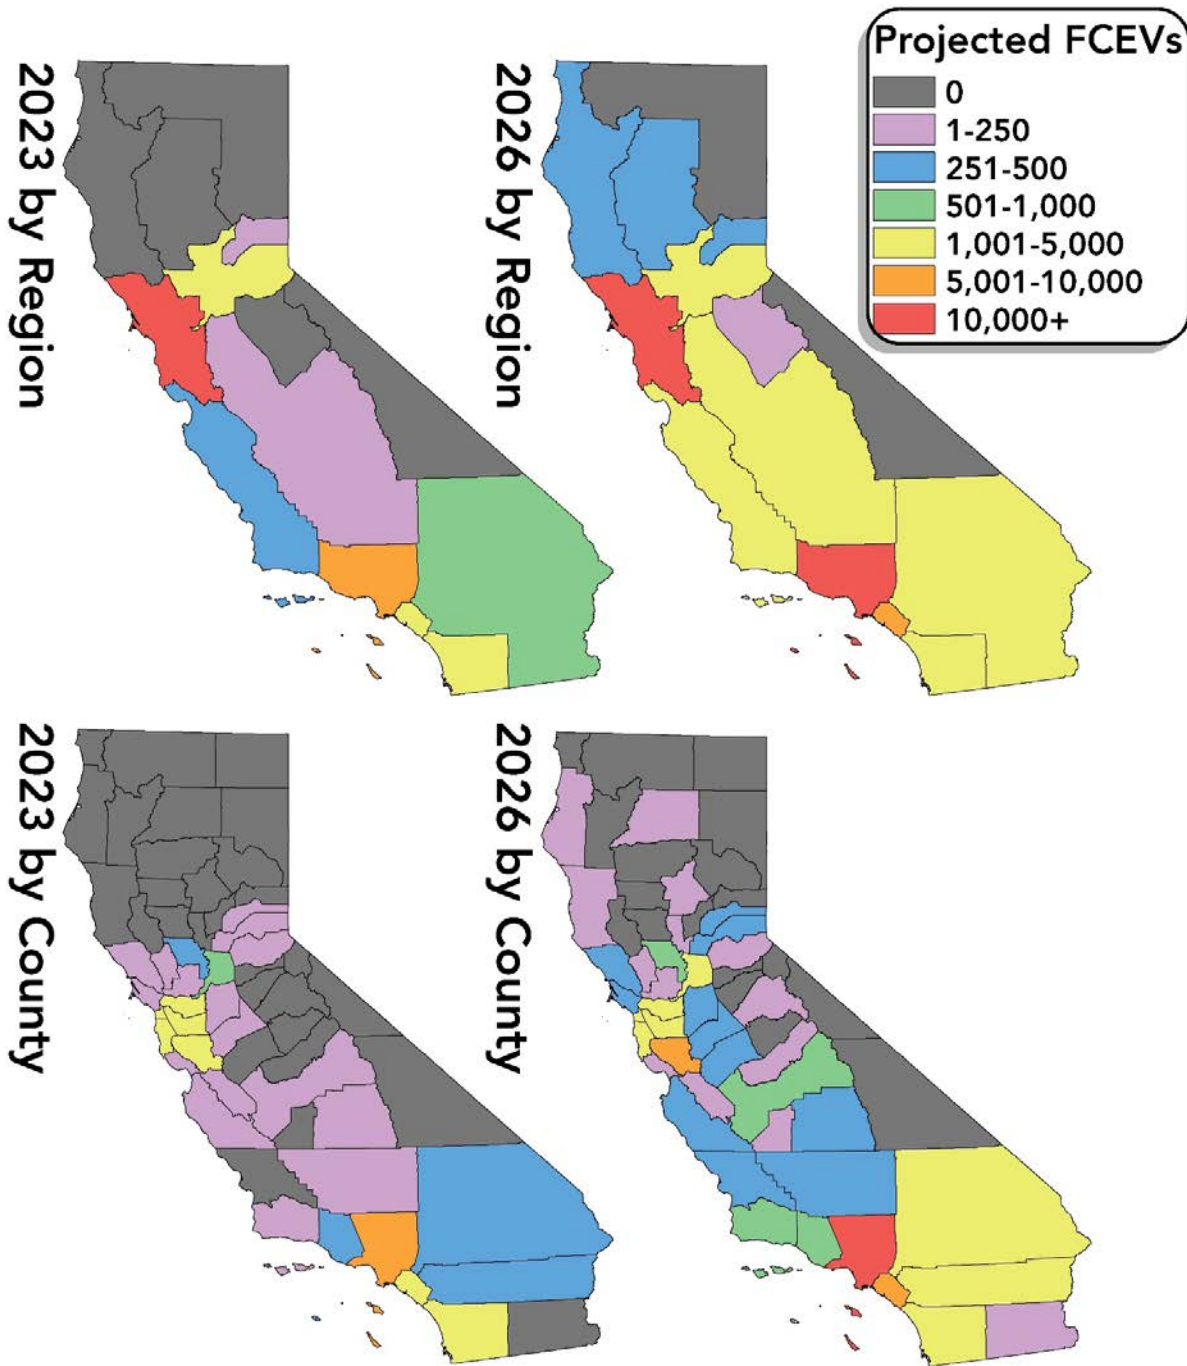 Projected FCEVs
0
1-250
251-500
501-1,000
1,001-5,000
5,001-10,000
10,000+
2023 by Region
2026 by Region
2023 by County
2026 by County